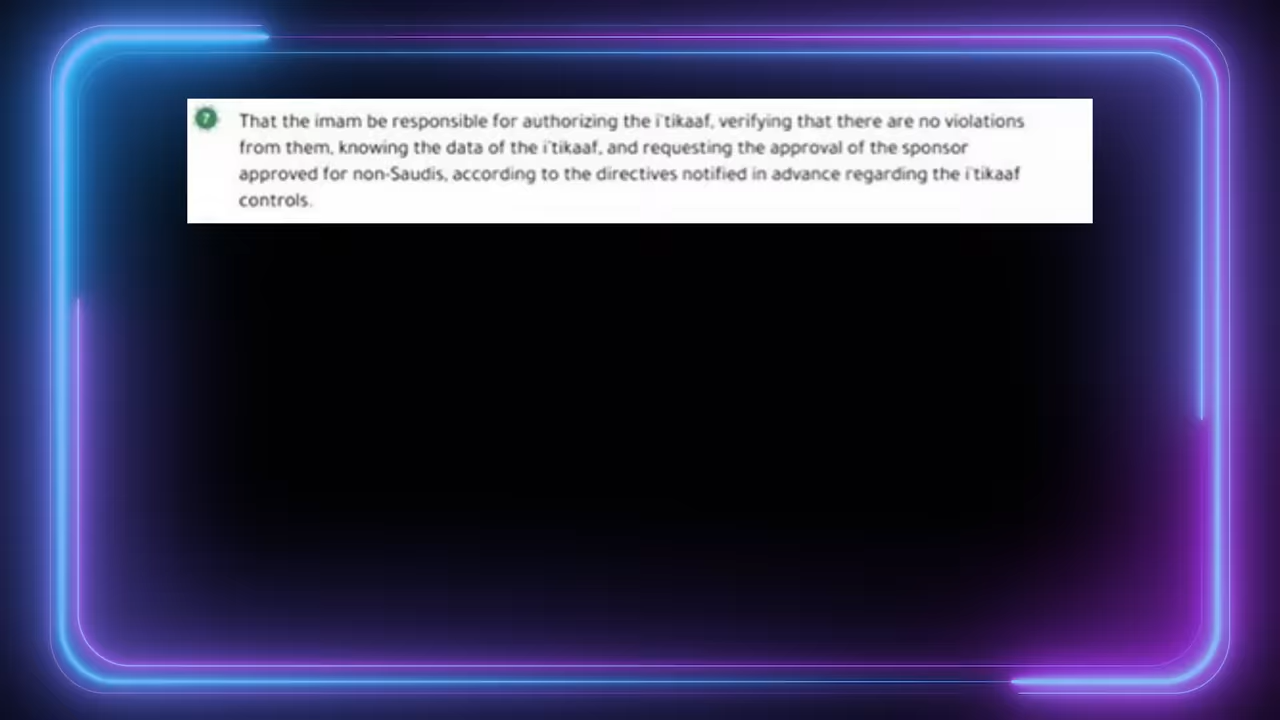 7 That the imam be responsible for authorizing the i`tikaaf, verifying that there are no violations
from them, knowing the data of the i`tikaaf, and requesting the approval of the sponsor
approved for non-Saudis, according to the directives notified in advance regarding the i`tikaaf
controls.